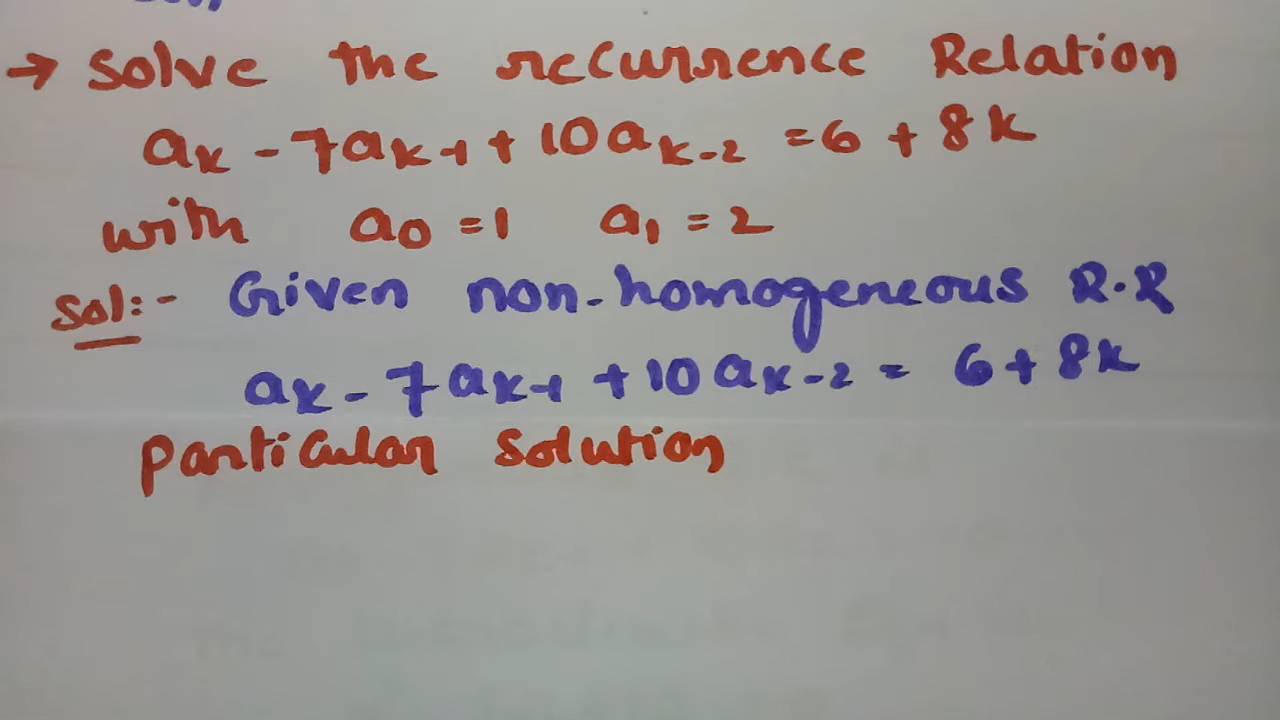 → Solve the reccurrence Relation
aₖ - 7aₖ₋₁ + 10aₖ₋₂ = 6 + 8k
with a₀ = 1 a₁ = 2
Sol:- Given non-homogeneous R.R
aₖ - 7aₖ₋₁ + 10aₖ₋₂ = 6 + 8k
particular solution